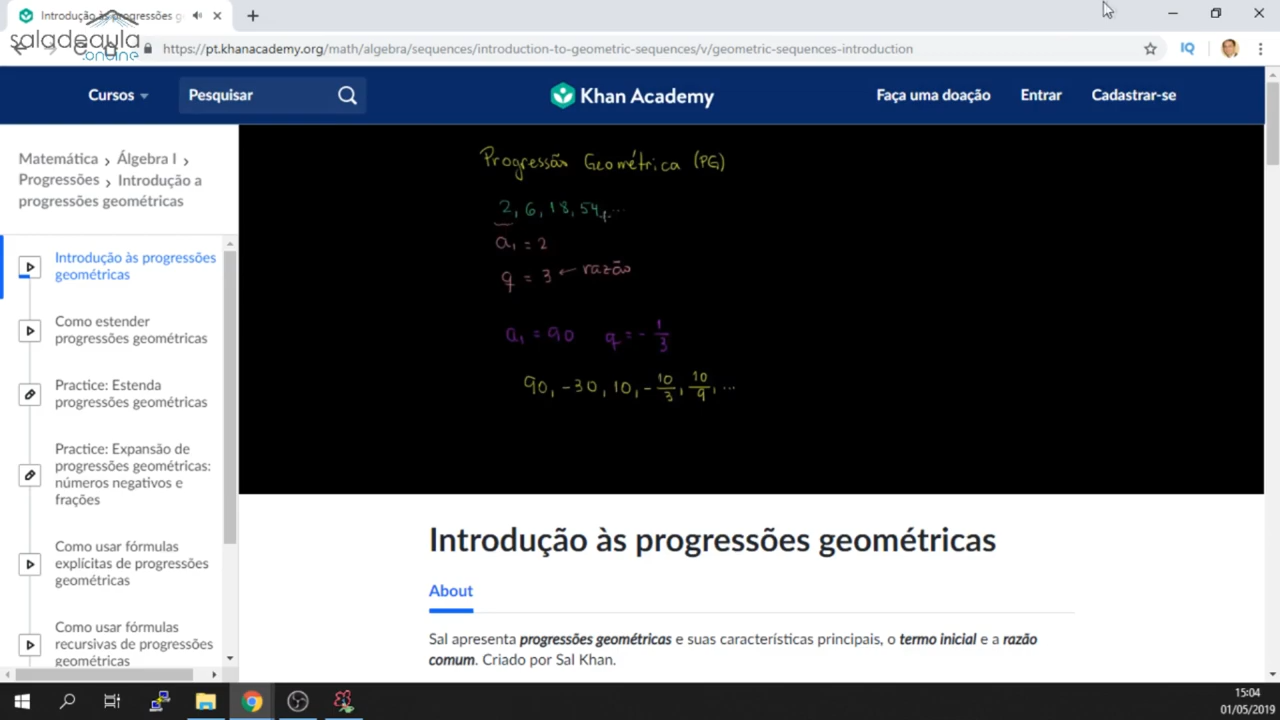 Introdução às progressões g
saladeaula
.online
https://pt.khanacademy.org/math/algebra/sequences/introduction-to-geometric-sequences/v/geometric-sequences-introduction
IQ
Cursos
Pesquisar
Khan Academy
Faça uma doação
Entrar
Cadastrar-se
Matemática > Álgebra I >
Progressões > Introdução a
progressões geométricas
Introdução às progressões
geométricas
Como estender
progressões geométricas
Practice: Estenda
progressões geométricas
Practice: Expansão de
progressões geométricas:
números negativos e
frações
Como usar fórmulas
explícitas de progressões
geométricas
Como usar fórmulas
recursivas de progressões
geométricas
Progressão Geométrica (PG)
2, 6, 18, 54, ...
a₁ = 2
q = 3 ← razão
a₁ = 90 q = - 1/3
90, -30, 10, - 10/3, 10/9, ...
Introdução às progressões geométricas
About
Sal apresenta progressões geométricas e suas características principais, o termo inicial e a razão
comum. Criado por Sal Khan.
15:04
01/05/2019